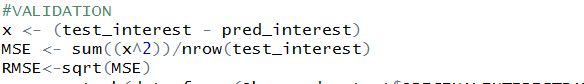 #VALIDATION
x <- (test_interest - pred_interest)
MSE <- sum((x^2))/nrow(test_interest)
RMSE<-sqrt(MSE)